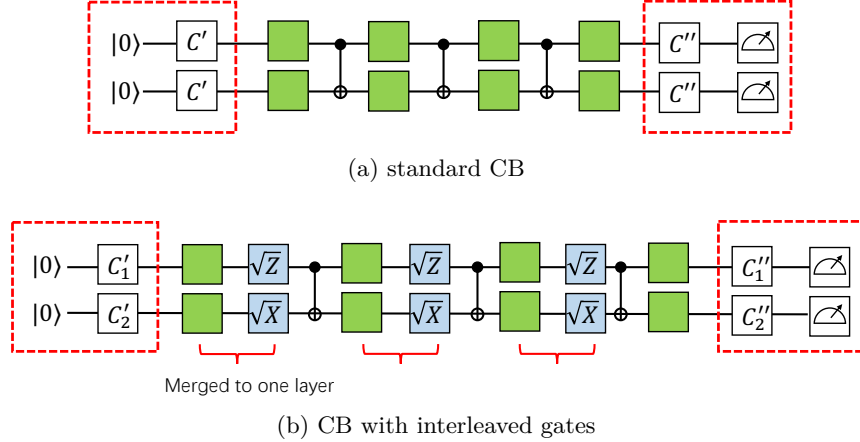 |0⟩ C′ C″
|0⟩ C′ C″
(a) standard CB
|0⟩ C′₁ √Z √Z √Z C″₁
|0⟩ C′₂ √X √X √X C″₂
Merged to one layer
(b) CB with interleaved gates